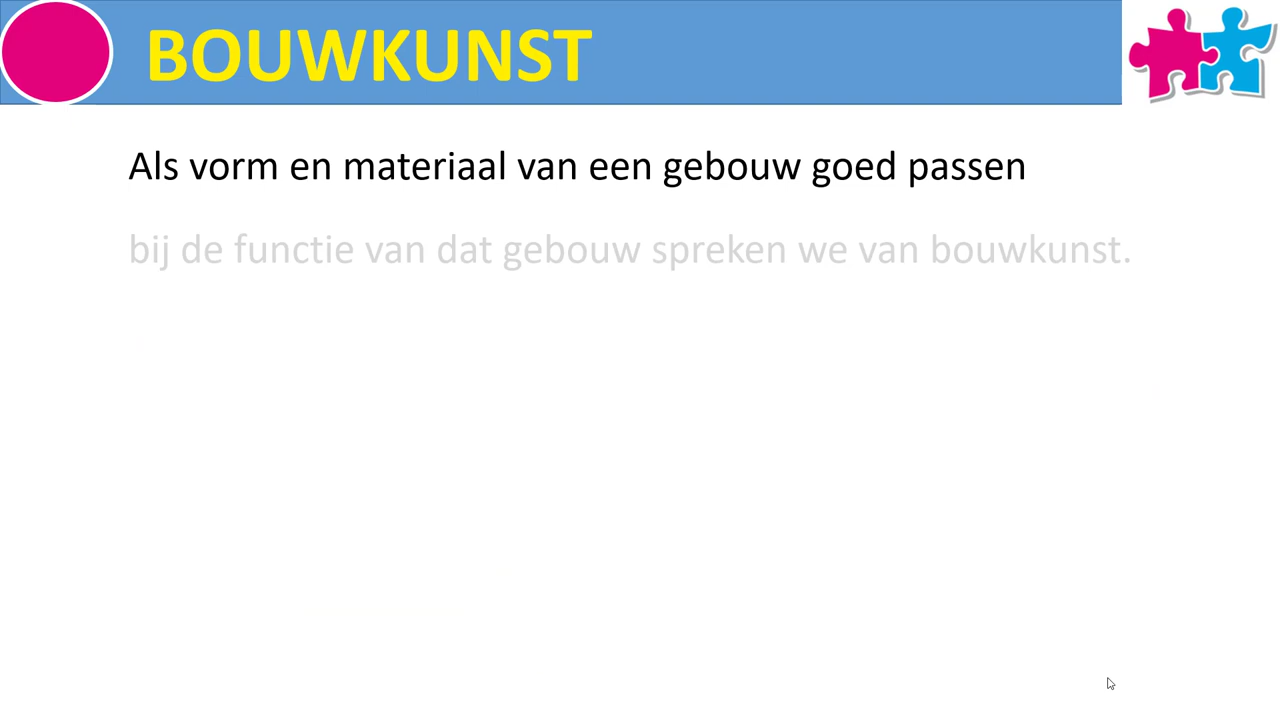 BOUWKUNST
Als vorm en materiaal van een gebouw goed passen
bij de functie van dat gebouw spreken we van bouwkunst.